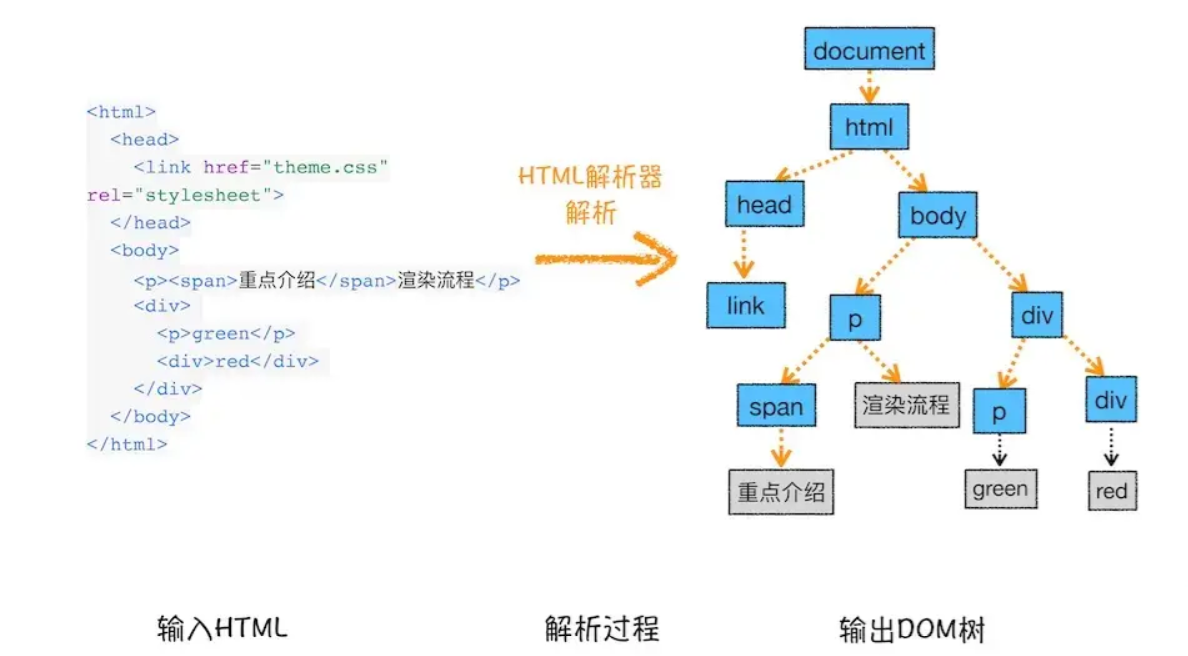 <html>
<head>
<link href="theme.css"
rel="stylesheet">
</head>
<body>
<p><span>重点介绍</span>渲染流程</p>
<div>
<p>green</p>
<div>red</div>
</div>
</body>
</html>
HTML解析器
解析
document
html
head
body
link
p
div
span
渲染流程
p
div
重点介绍
green
red
输入HTML
解析过程
输出DOM树